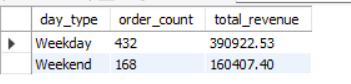 day_type order_count total_revenue
Weekday 432 390922.53
Weekend 168 160407.40